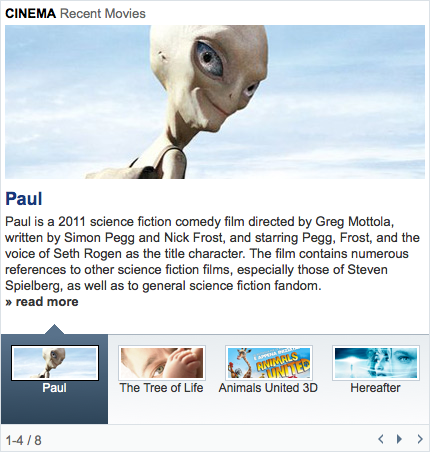 CINEMA Recent Movies
Paul
Paul is a 2011 science fiction comedy film directed by Greg Mottola,
written by Simon Pegg and Nick Frost, and starring Pegg, Frost, and the
voice of Seth Rogen as the title character. The film contains numerous
references to other science fiction films, especially those of Steven
Spielberg, as well as to general science fiction fandom.
» read more
ANIMALS
UNITED
Paul The Tree of Life Animals United 3D Hereafter
1-4 / 8